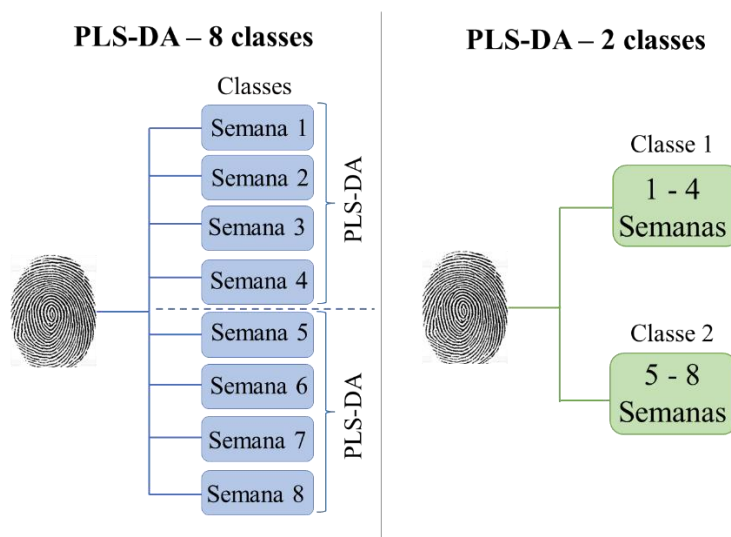 PLS-DA – 8 classes
Classes
Semana 1
Semana 2
Semana 3
Semana 4
PLS-DA
Semana 5
Semana 6
Semana 7
Semana 8
PLS-DA
PLS-DA – 2 classes
Classe 1
1 - 4
Semanas
Classe 2
5 - 8
Semanas